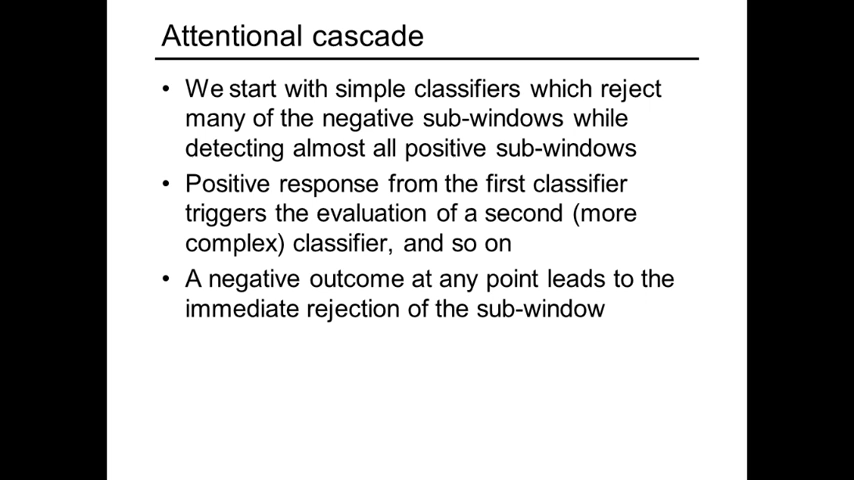 Attentional cascade
• We start with simple classifiers which reject
many of the negative sub-windows while
detecting almost all positive sub-windows
• Positive response from the first classifier
triggers the evaluation of a second (more
complex) classifier, and so on
• A negative outcome at any point leads to the
immediate rejection of the sub-window